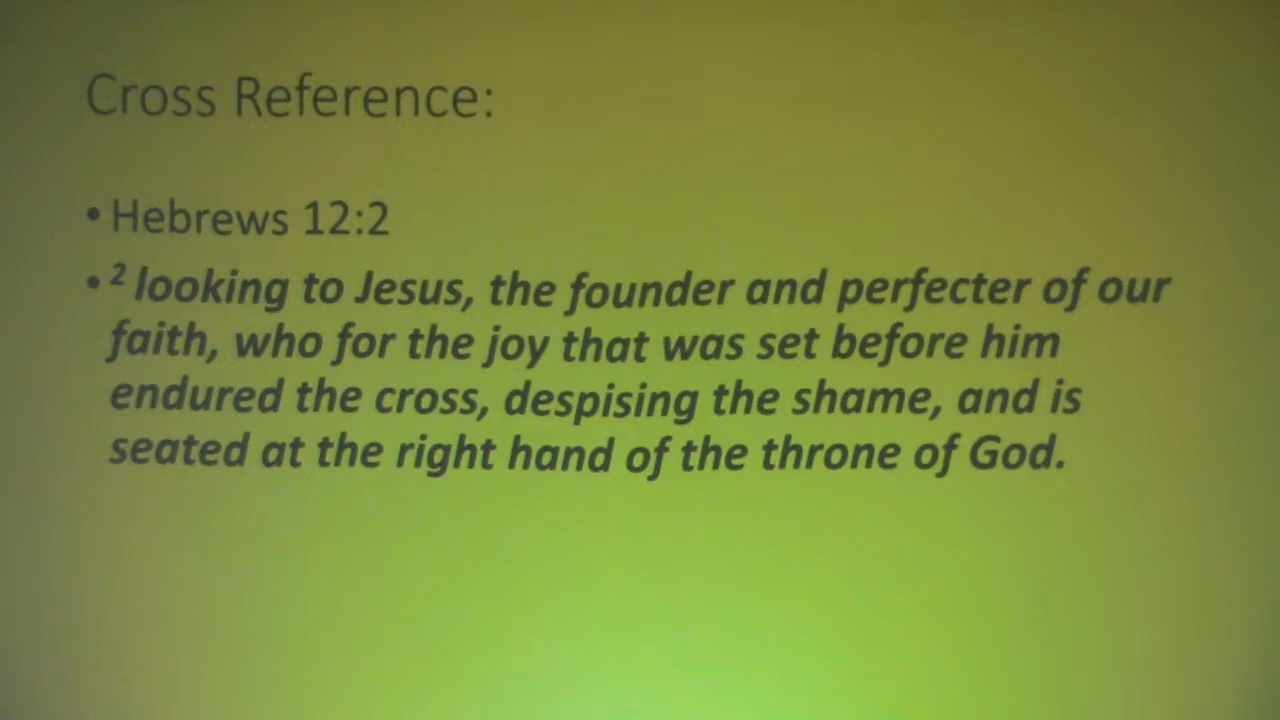 Cross Reference:
• Hebrews 12:2
• ² looking to Jesus, the founder and perfecter of our
faith, who for the joy that was set before him
endured the cross, despising the shame, and is
seated at the right hand of the throne of God.